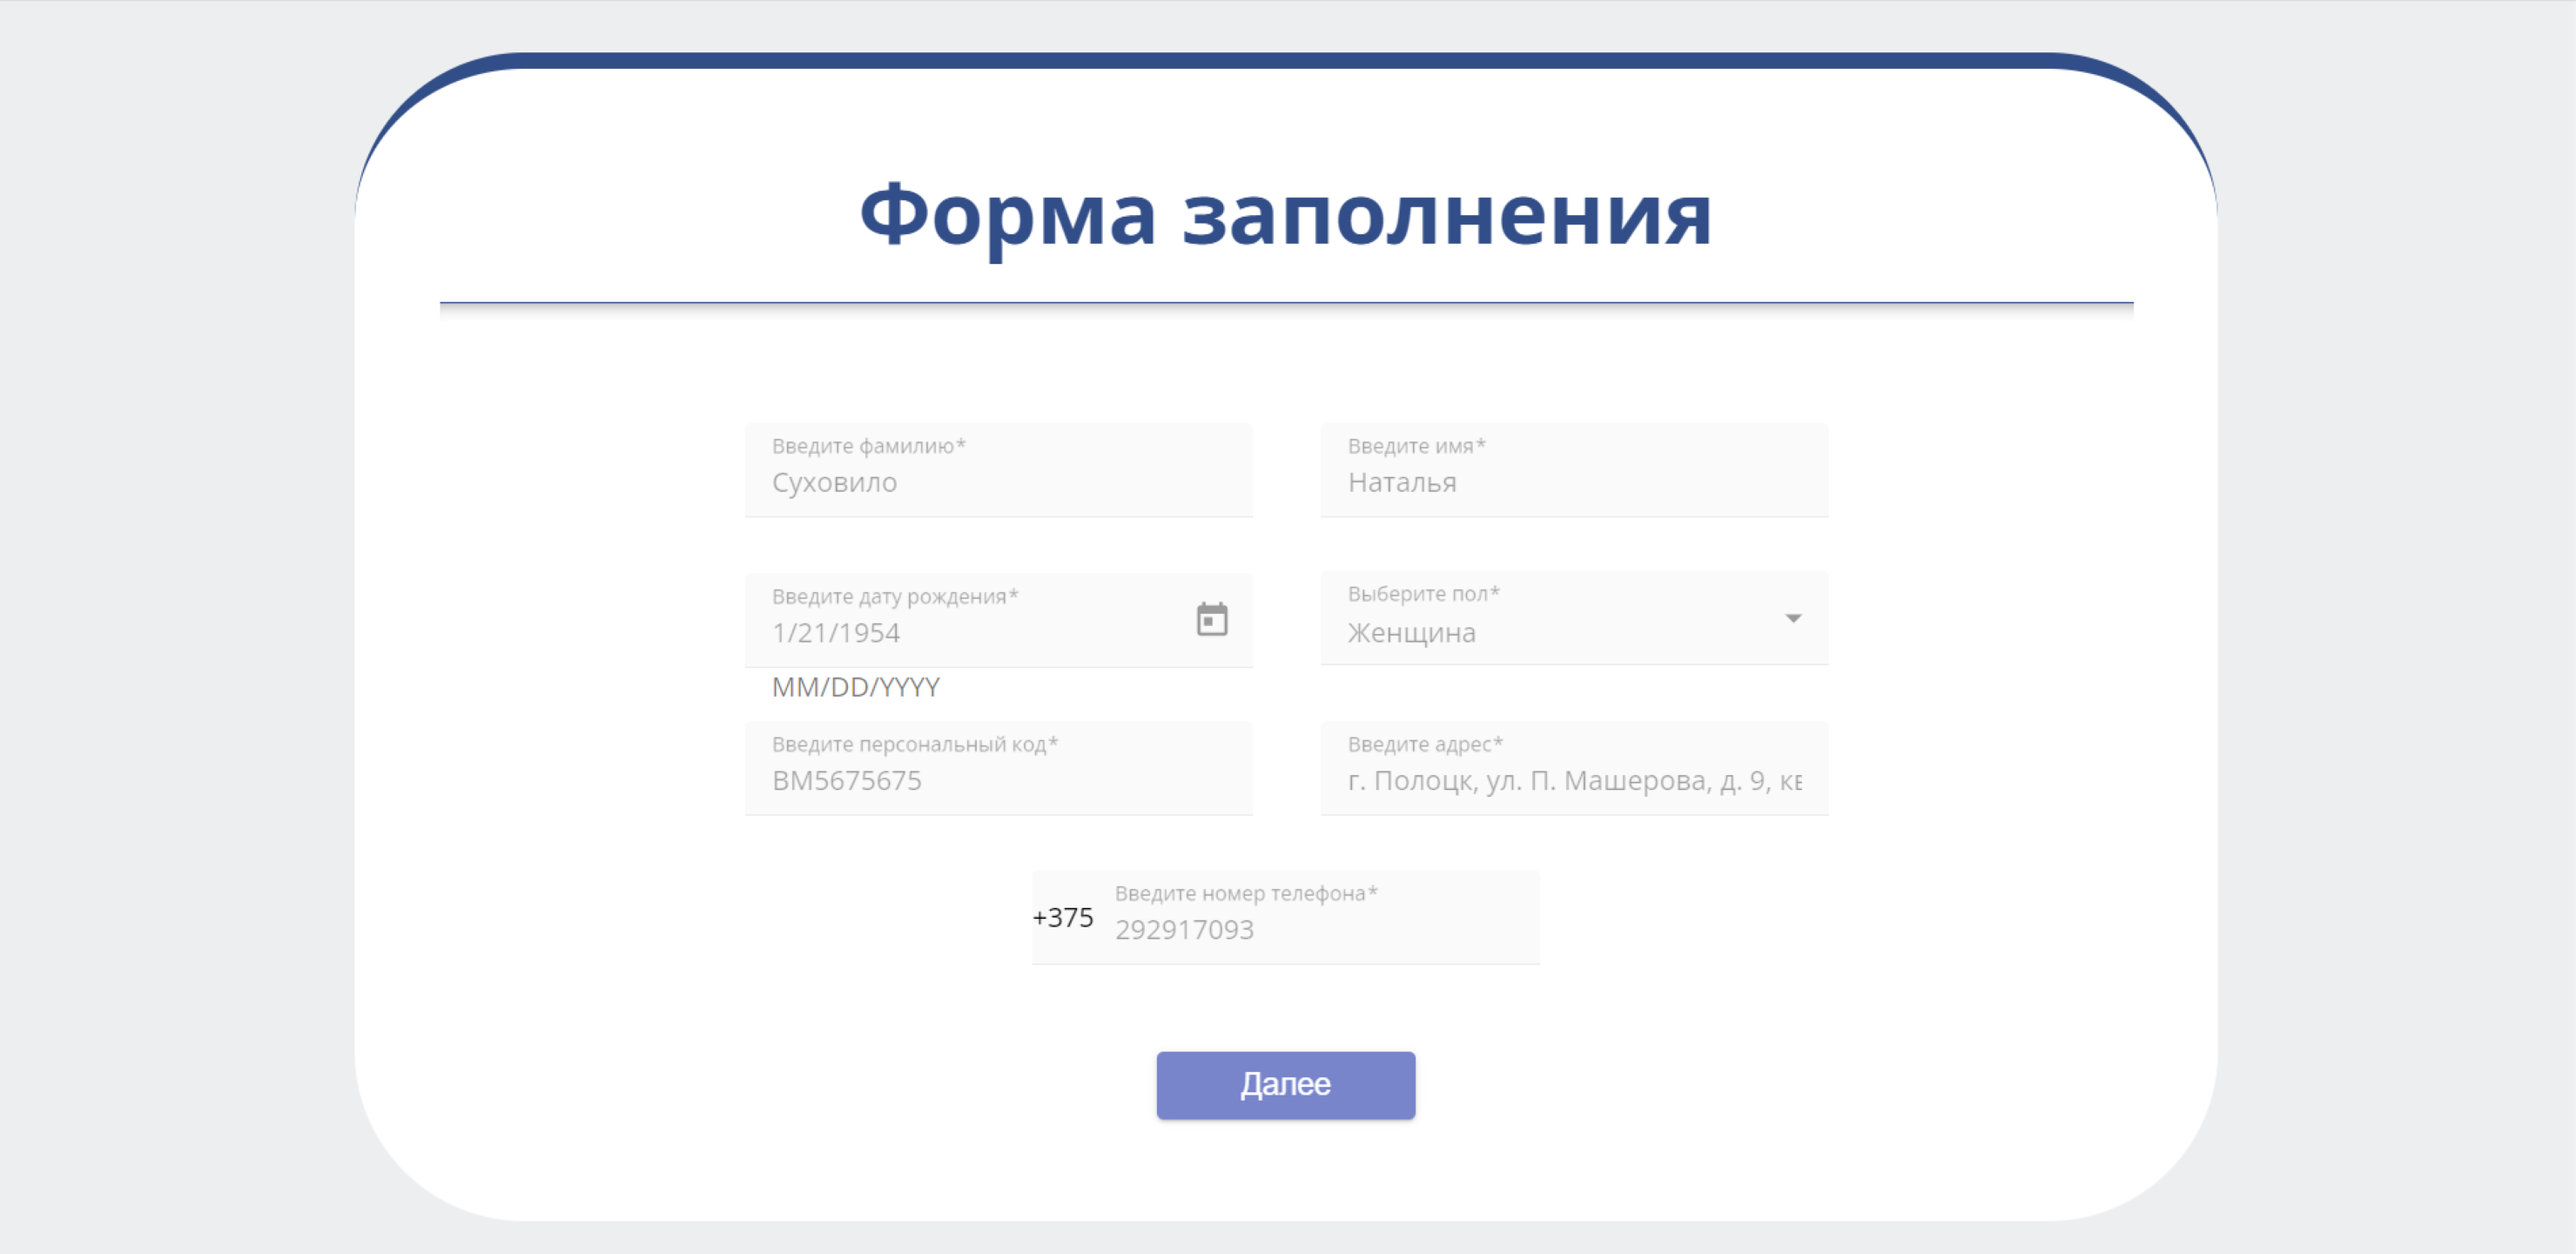 Форма заполнения
Введите фамилию*
Суховило
Введите имя*
Наталья
Введите дату рождения*
1/21/1954
MM/DD/YYYY
Выберите пол*
Женщина
Введите персональный код*
BM5675675
Введите адрес*
г. Полоцк, ул. П. Машерова, д. 9, кв
Введите номер телефона*
+375 292917093
Далее